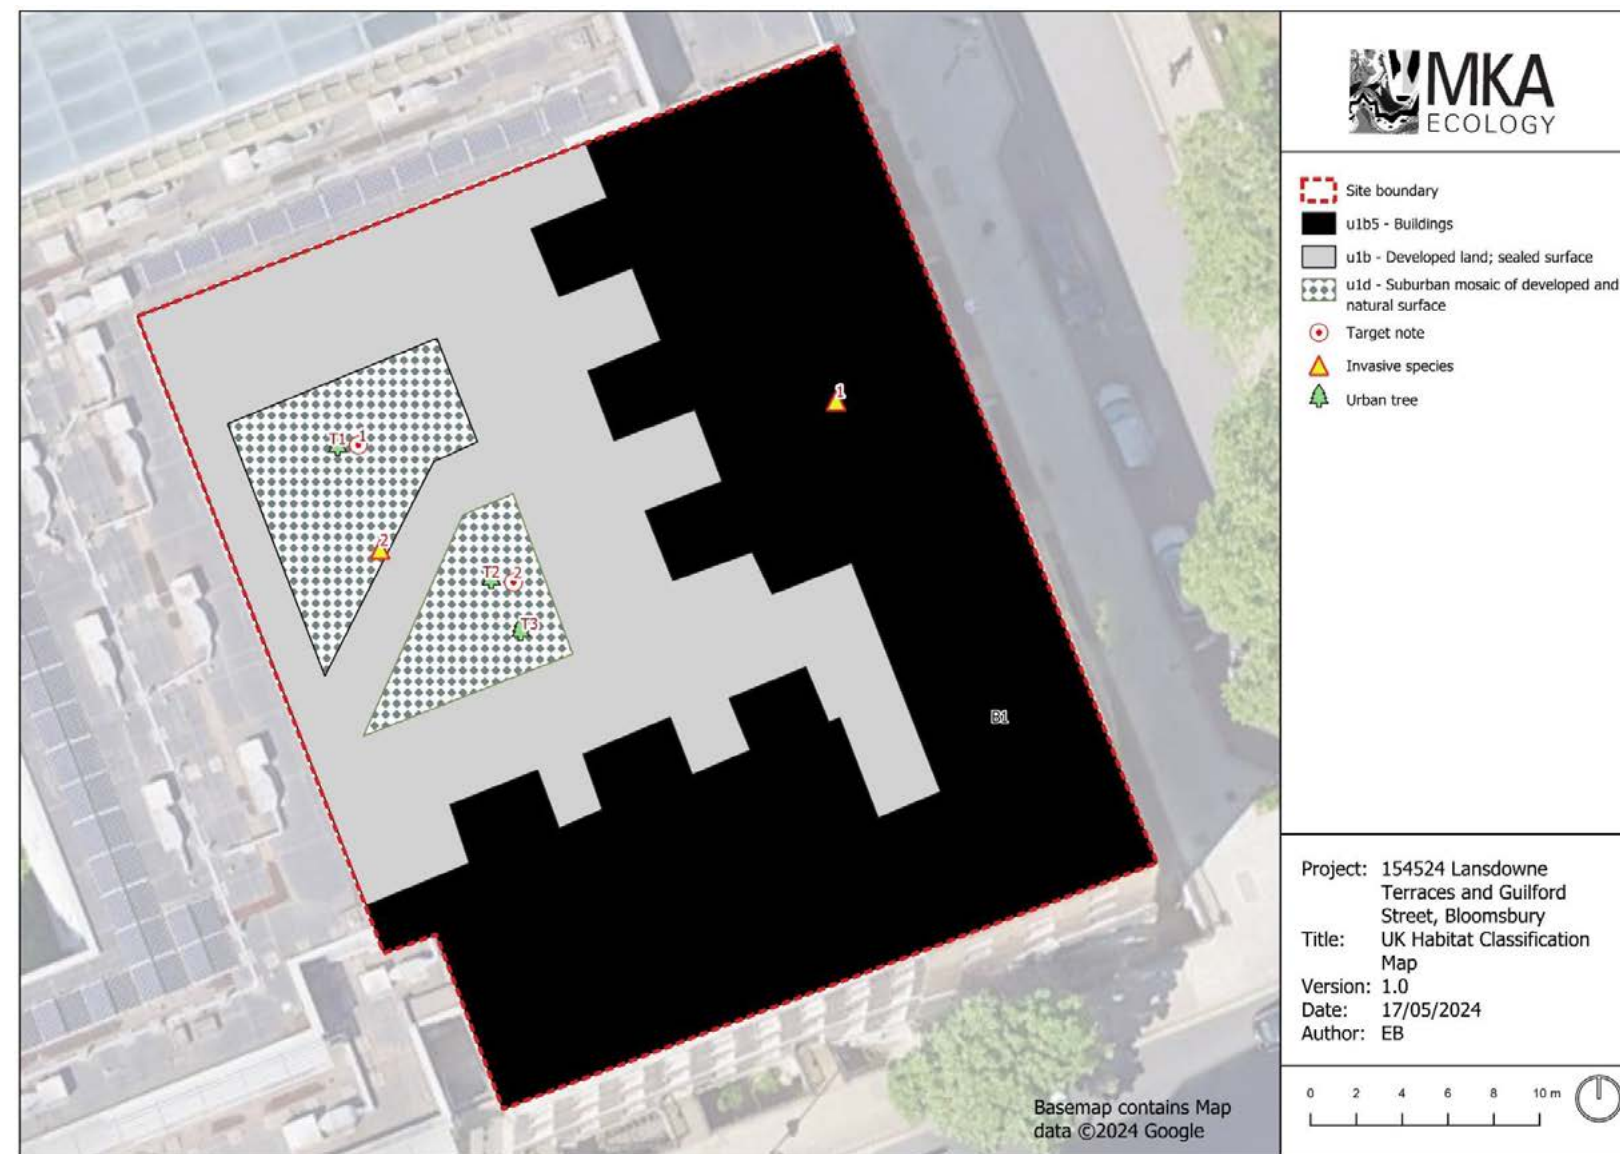 MKA
ECOLOGY
Site boundary
u1b5 - Buildings
u1b - Developed land; sealed surface
u1d - Suburban mosaic of developed and
natural surface
Target note
Invasive species
Urban tree
1
T1 1
2
T2 2
T3
B1
Project: 154524 Lansdowne
Terraces and Guilford
Street, Bloomsbury
Title: UK Habitat Classification
Map
Version: 1.0
Date: 17/05/2024
Author: EB
0 2 4 6 8 10 m
Basemap contains Map
data ©2024 Google